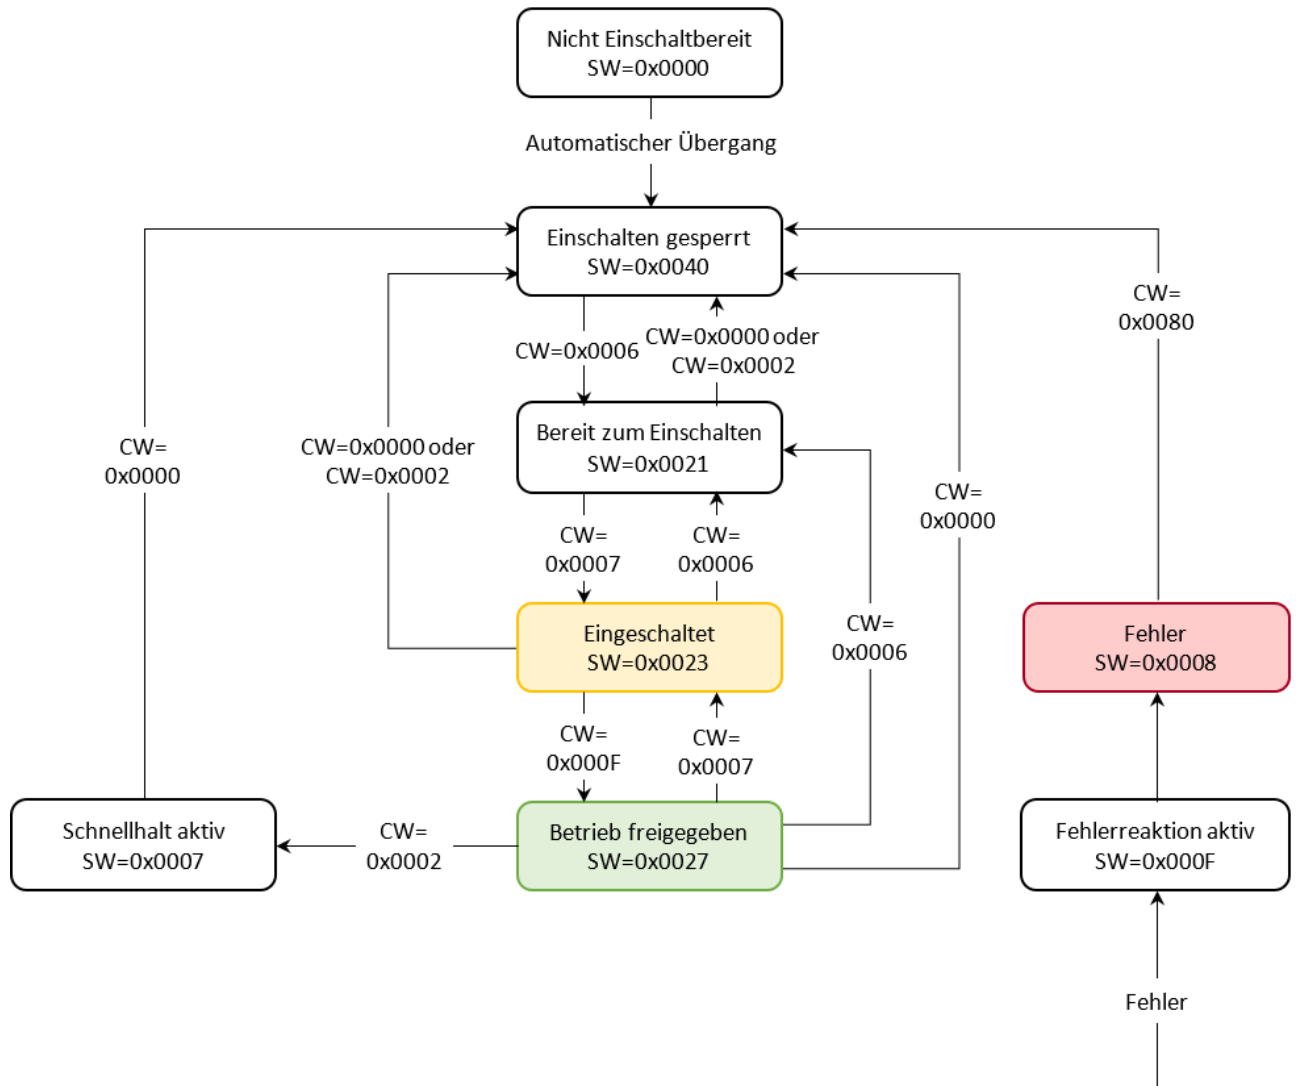 Nicht Einschaltbereit
SW=0x0000
Automatischer Übergang
Einschalten gesperrt
SW=0x0040
CW=
0x0080
CW=0x0006
CW=0x0000 oder
CW=0x0002
Bereit zum Einschalten
SW=0x0021
CW=
0x0000
CW=0x0000 oder
CW=0x0002
CW=
0x0000
CW=
0x0007
CW=
0x0006
Eingeschaltet
SW=0x0023
CW=
0x0006
Fehler
SW=0x0008
CW=
0x000F
CW=
0x0007
Schnellhalt aktiv
SW=0x0007
CW=
0x0002
Betrieb freigegeben
SW=0x0027
Fehlerreaktion aktiv
SW=0x000F
Fehler